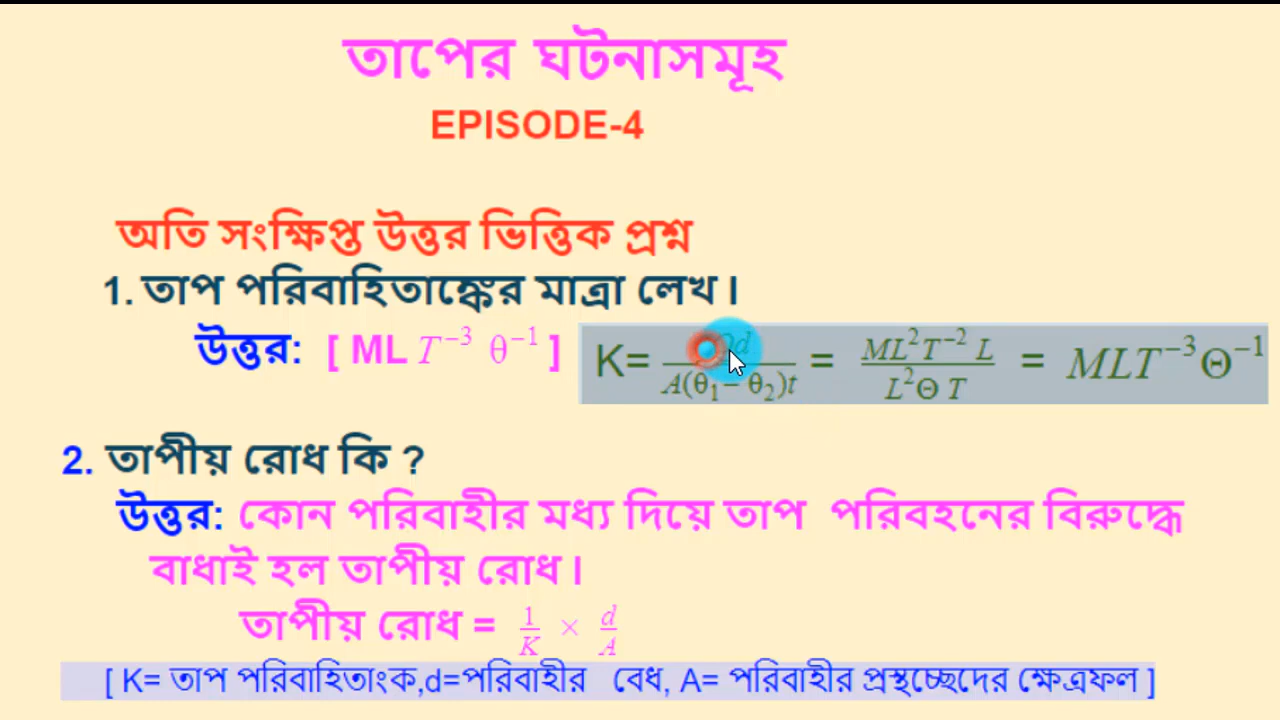 তাপের ঘটনাসমূহ
EPISODE-4
অতি সংক্ষিপ্ত উত্তর ভিত্তিক প্রশ্ন
1. তাপ পরিবাহিতাঙ্কের মাত্রা লেখ।
উত্তর: [ ML T⁻³ θ⁻¹ ] K= d / A(θ₁− θ₂)t = ML²T⁻² L / L²Θ T = MLT⁻³Θ⁻¹
2. তাপীয় রোধ কি ?
উত্তর: কোন পরিবাহীর মধ্য দিয়ে তাপ পরিবহনের বিরুদ্ধে
বাধাই হল তাপীয় রোধ।
তাপীয় রোধ = 1/K × d/A
[ K= তাপ পরিবাহিতাংক,d=পরিবাহীর বেধ, A= পরিবাহীর প্রস্থচ্ছেদের ক্ষেত্রফল ]